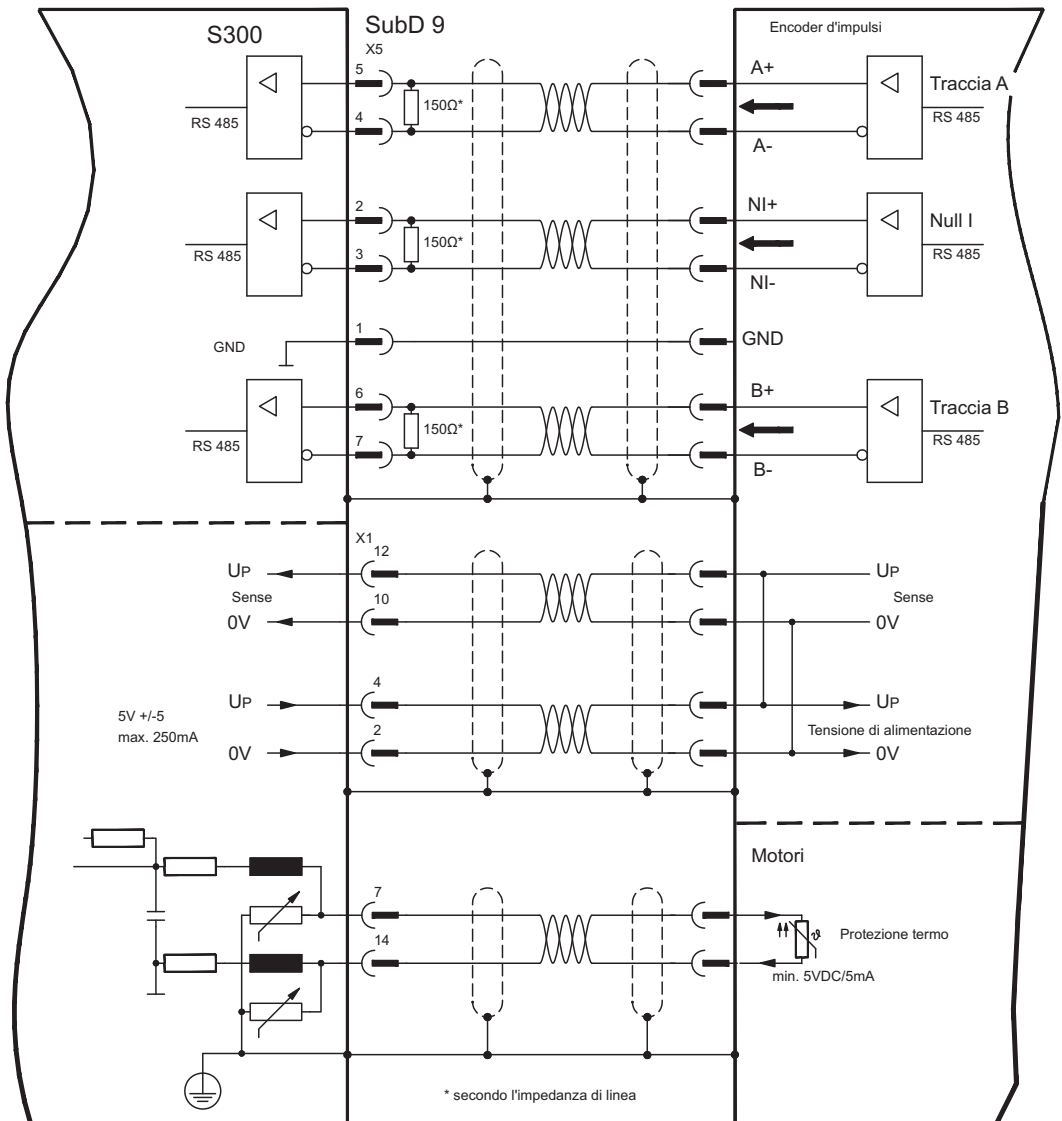 S300
SubD 9
Encoder d'impulsi
X5
5
A+
Traccia A
150Ω*
RS 485
4
RS 485
A-
2
NI+
Null I
150Ω*
RS 485
3
RS 485
NI-
1
GND
GND
6
B+
Traccia B
150Ω*
RS 485
7
RS 485
B-
X1
12
UP
UP
Sense
Sense
10
0V
0V
4
UP
UP
5V +/-5
max. 250mA
Tensione di alimentazione
2
0V
0V
Motori
7
Protezione termo
ϑ
14
min. 5VDC/5mA
* secondo l'impedanza di linea